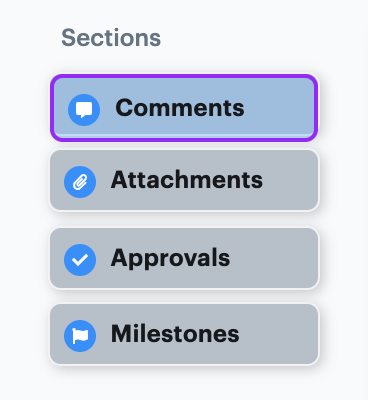 Sections
Comments
Attachments
Approvals
Milestones